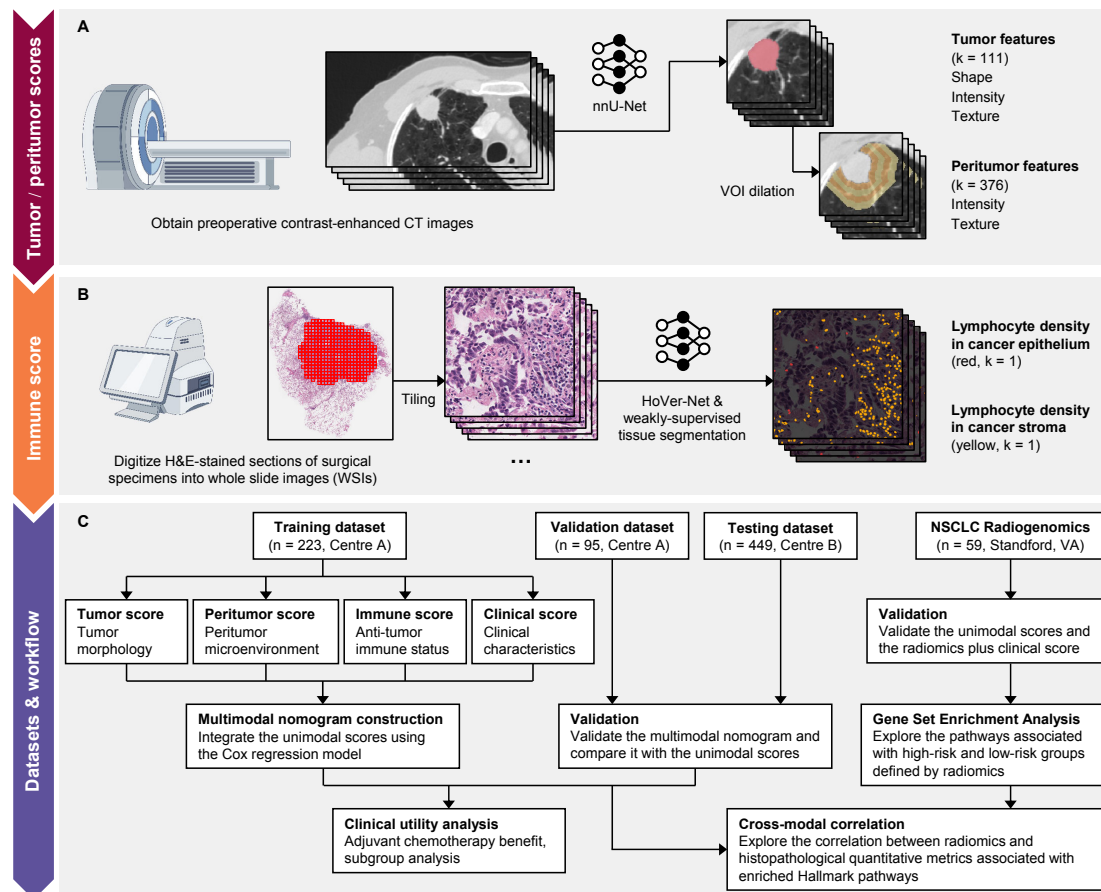 Tumor / peritumor scores
A
Obtain preoperative contrast-enhanced CT images
nnU-Net
VOI dilation
Tumor features
(k = 111)
Shape
Intensity
Texture
Peritumor features
(k = 376)
Intensity
Texture
Immune score
B
Digitize H&E-stained sections of surgical
specimens into whole slide images (WSIs)
Tiling
...
HoVer-Net &
weakly-supervised
tissue segmentation
Lymphocyte density
in cancer epithelium
(red, k = 1)
Lymphocyte density
in cancer stroma
(yellow, k = 1)
Datasets & workflow
C
Training dataset
(n = 223, Centre A)
Validation dataset
(n = 95, Centre A)
Testing dataset
(n = 449, Centre B)
NSCLC Radiogenomics
(n = 59, Standford, VA)
Tumor score
Tumor
morphology
Peritumor score
Peritumor
microenvironment
Immune score
Anti-tumor
immune status
Clinical score
Clinical
characteristics
Validation
Validate the unimodal scores and
the radiomics plus clinical score
Multimodal nomogram construction
Integrate the unimodal scores using
the Cox regression model
Validation
Validate the multimodal nomogram and
compare it with the unimodal scores
Gene Set Enrichment Analysis
Explore the pathways associated
with high-risk and low-risk groups
defined by radiomics
Clinical utility analysis
Adjuvant chemotherapy benefit,
subgroup analysis
Cross-modal correlation
Explore the correlation between radiomics and
histopathological quantitative metrics associated with
enriched Hallmark pathways